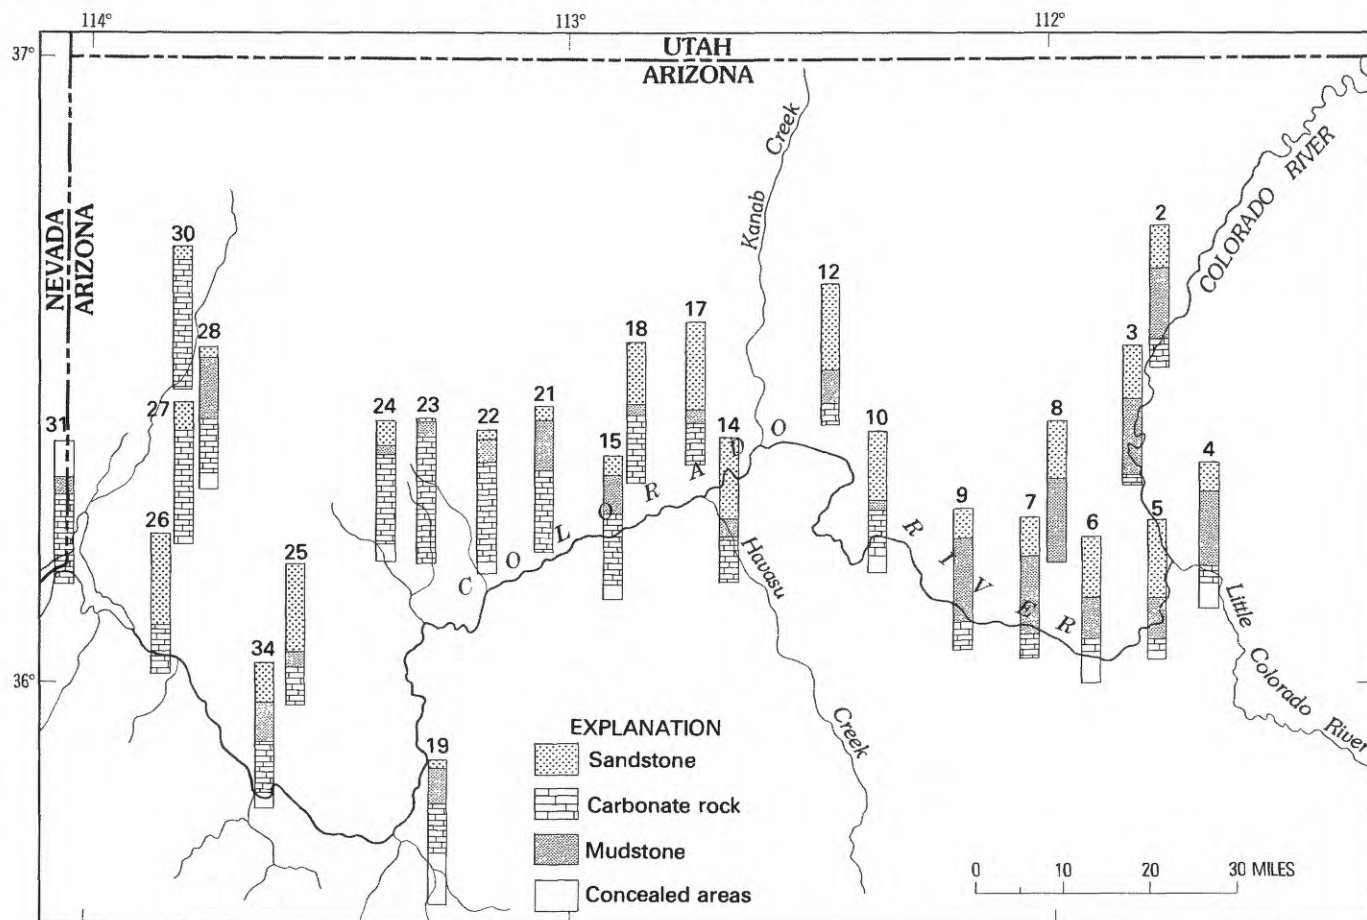 114°
113°
112°
37°
UTAH
ARIZONA
NEVADA
ARIZONA
Kanab Creek
COLORADO RIVER
2
30
12
17
3
18
28
27
21
24
23
22
14
10
8
31
15
4
9
7
5
26
6
25
COLORADO RIVER
Havasu Creek
Little Colorado River
34
36°
19
EXPLANATION
Sandstone
Carbonate rock
Mudstone
Concealed areas
0 10 20 30 MILES